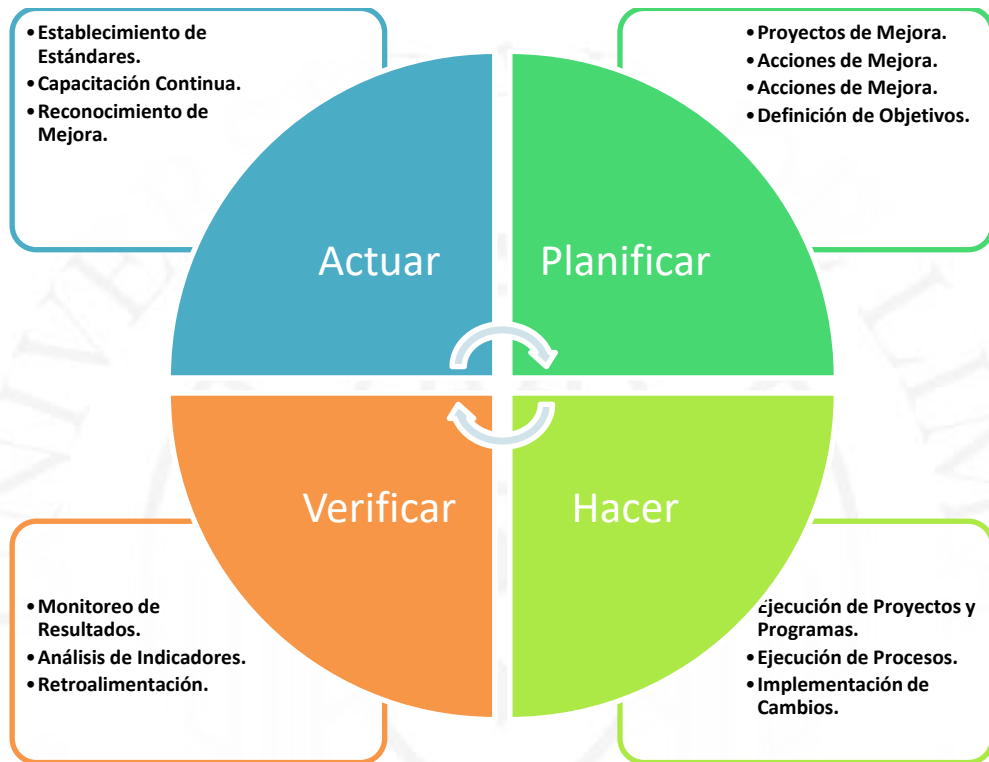 •Establecimiento de
Estándares.
•Capacitación Continua.
•Reconocimiento de
Mejora.
•Proyectos de Mejora.
•Acciones de Mejora.
•Acciones de Mejora.
•Definición de Objetivos.
Actuar
Planificar
Verificar
Hacer
•Monitoreo de
Resultados.
•Análisis de Indicadores.
•Retroalimentación.
Ejecución de Proyectos y
Programas.
•Ejecución de Procesos.
•Implementación de
Cambios.